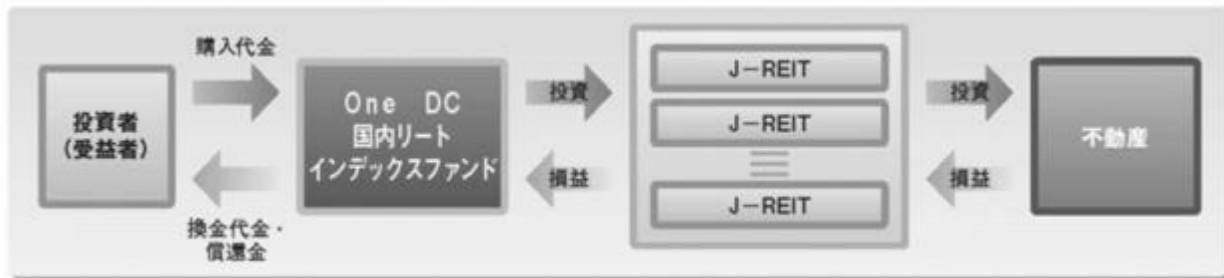 購入代金
投資者
(受益者)
換金代金・
償還金
One DC
国内リート
インデックスファンド
投資
損益
J-REIT
J-REIT
J-REIT
投資
損益
不動産